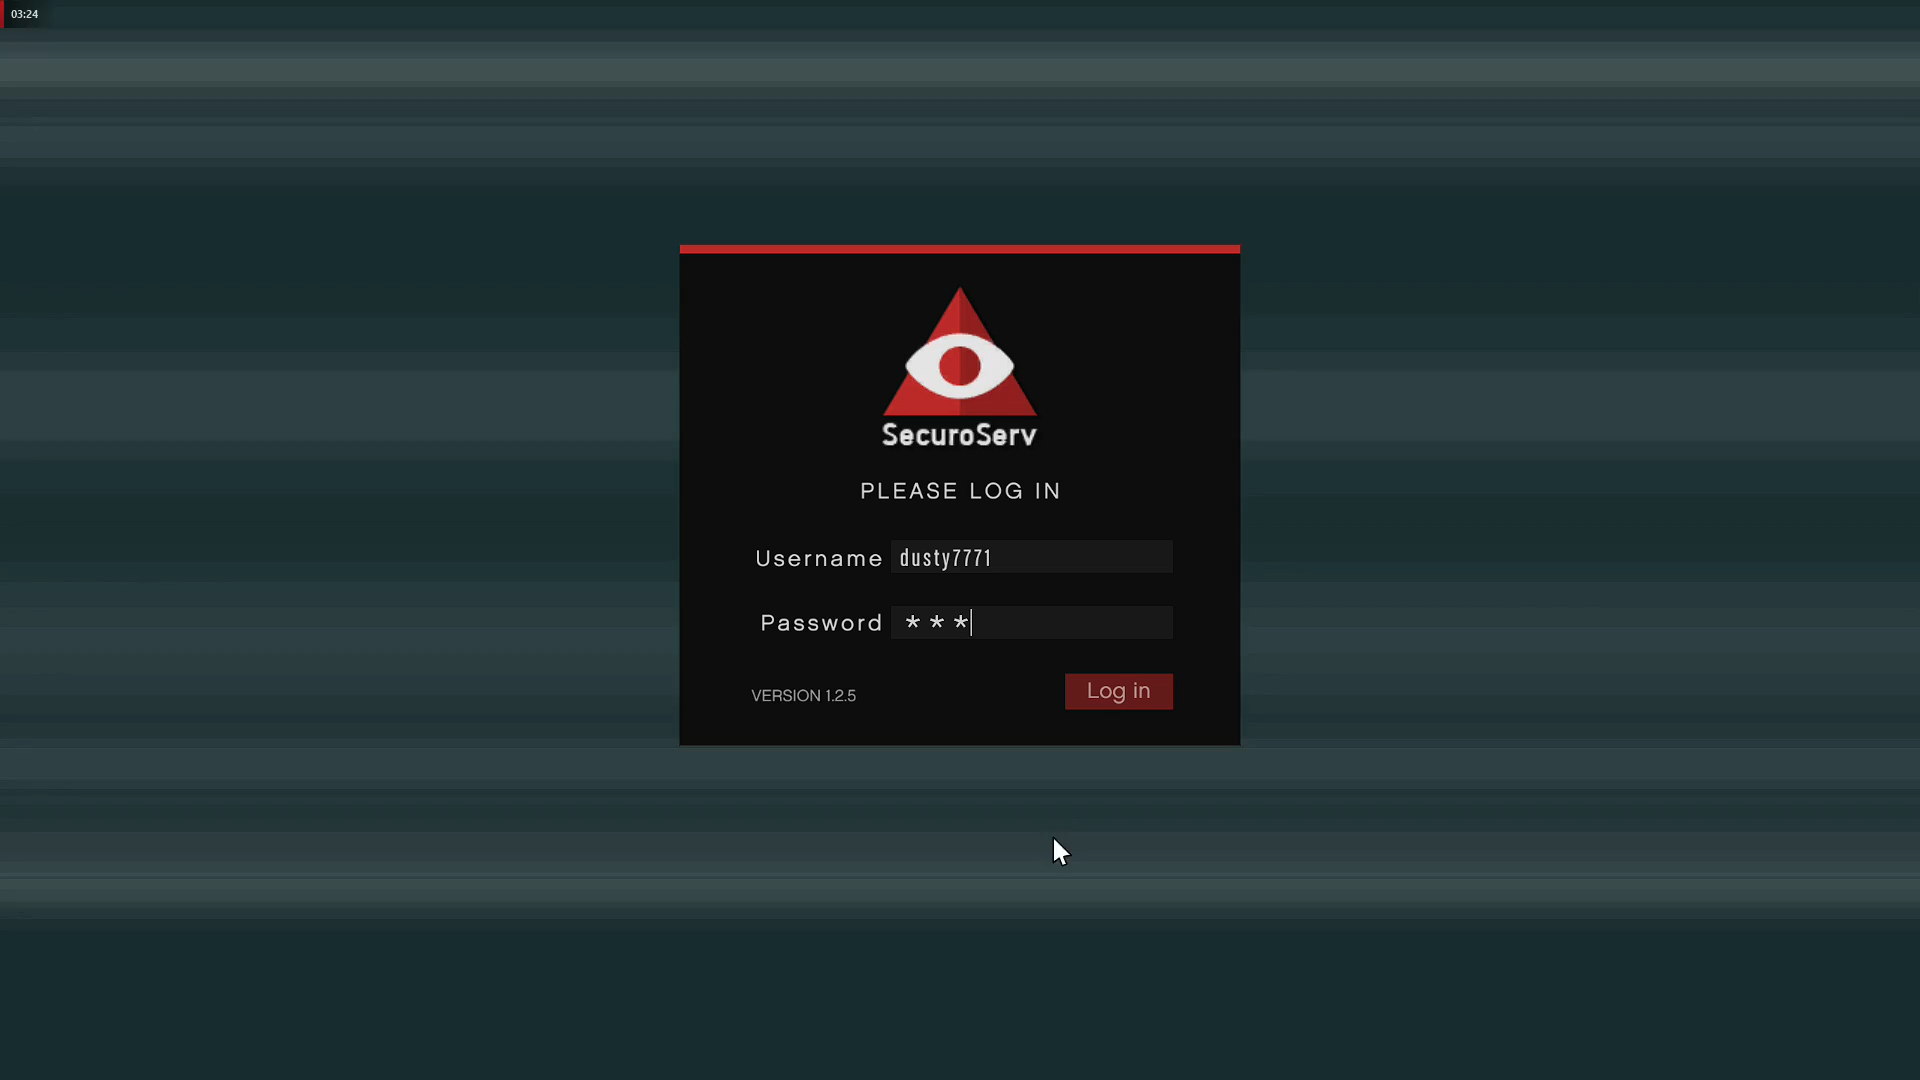 03:24
SecuroServ
PLEASE LOG IN
Username dusty7771
Password ***
VERSION 1.2.5 Log in